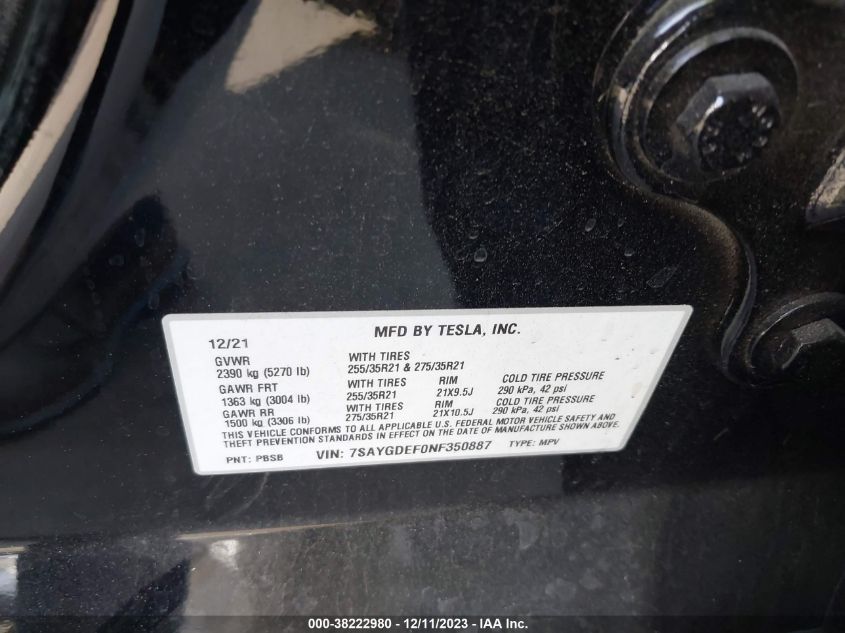 MFD BY TESLA, INC.
12/21
GVWR
2390 kg (5270 lb)
WITH TIRES
255/35R21 & 275/35R21
GAWR FRT
1363 kg (3004 lb)
WITH TIRES
255/35R21
RIM
21X9.5J
COLD TIRE PRESSURE
290 kPa, 42 psi
GAWR RR
1500 kg (3306 lb)
WITH TIRES
275/35R21
RIM
21X10.5J
COLD TIRE PRESSURE
290 kPa, 42 psi
THIS VEHICLE CONFORMS TO ALL APPLICABLE U.S. FEDERAL MOTOR VEHICLE SAFETY AND
THEFT PREVENTION STANDARDS IN EFFECT ON THE DATE OF MANUFACTURE SHOWN ABOVE.
PNT: PBSB VIN: 7SAYGDEF0NF350887 TYPE: MPV
000-38222980 - 12/11/2023 - IAA Inc.